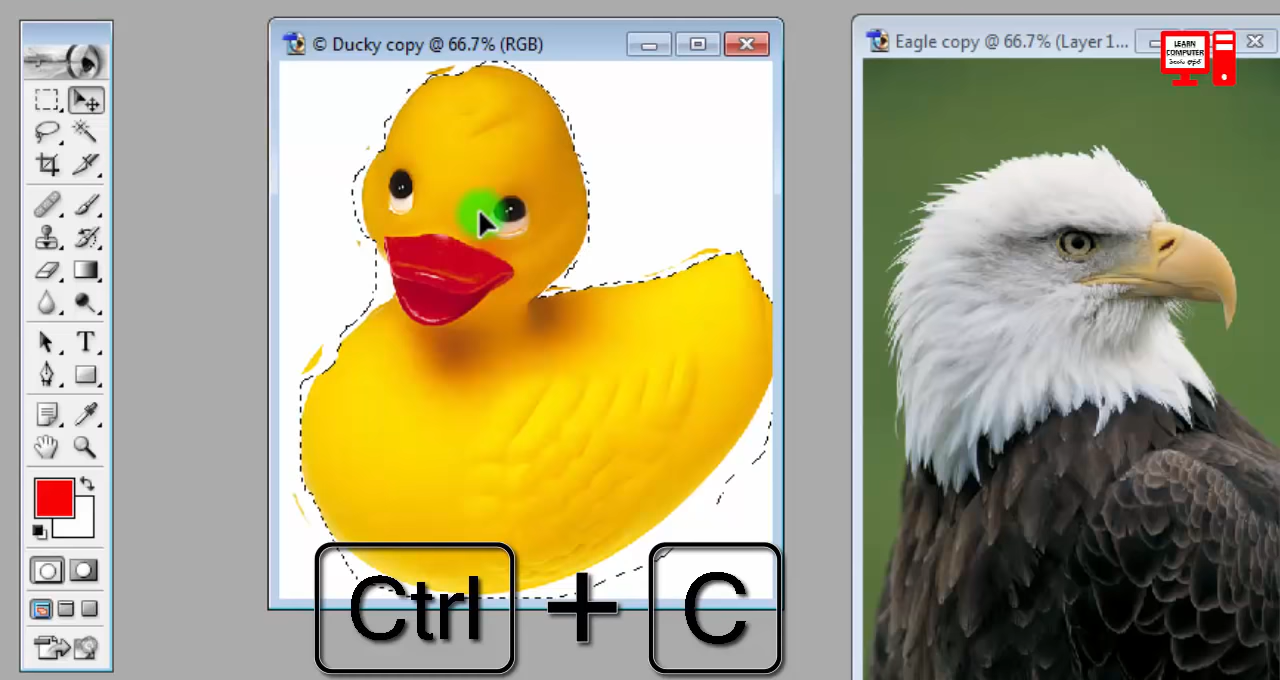 © Ducky copy @ 66.7% (RGB)
Eagle copy @ 66.7% (Layer 1...
LEARN
COMPUTER
T
Ctrl + C